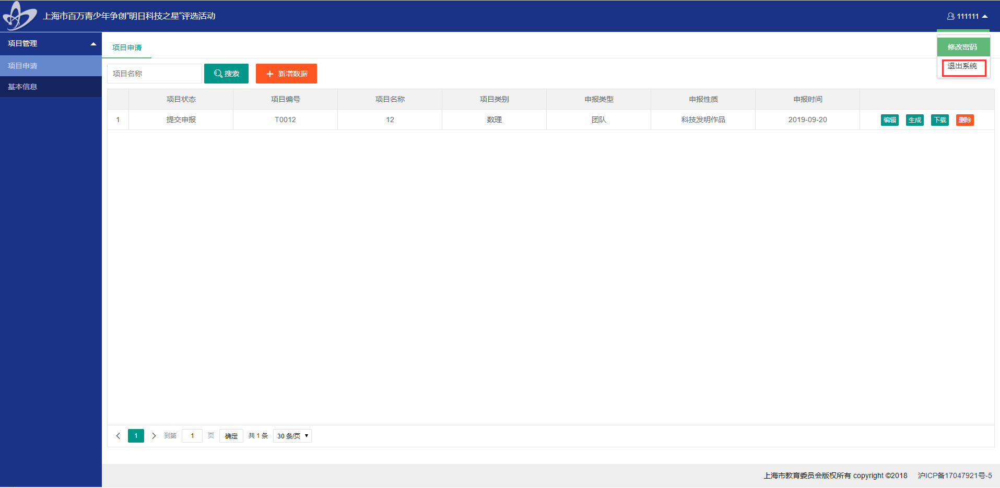 上海市百万青少年争创"明日科技之星"评选活动
111111
修改密码
退出系统
项目管理
项目申请
基本信息
项目申请
项目名称 搜索 新增数据
项目状态 项目编号 项目名称 项目类别 申报类型 申报性质 申报时间
1 提交申报 T0012 12 数理 团队 科技发明作品 2019-09-20 编辑 生成 下载 删除
1 到第 1 页 确定 共 1 条 30 条/页
上海市教育委员会版权所有 copyright ©2018 沪ICP备17047921号-5